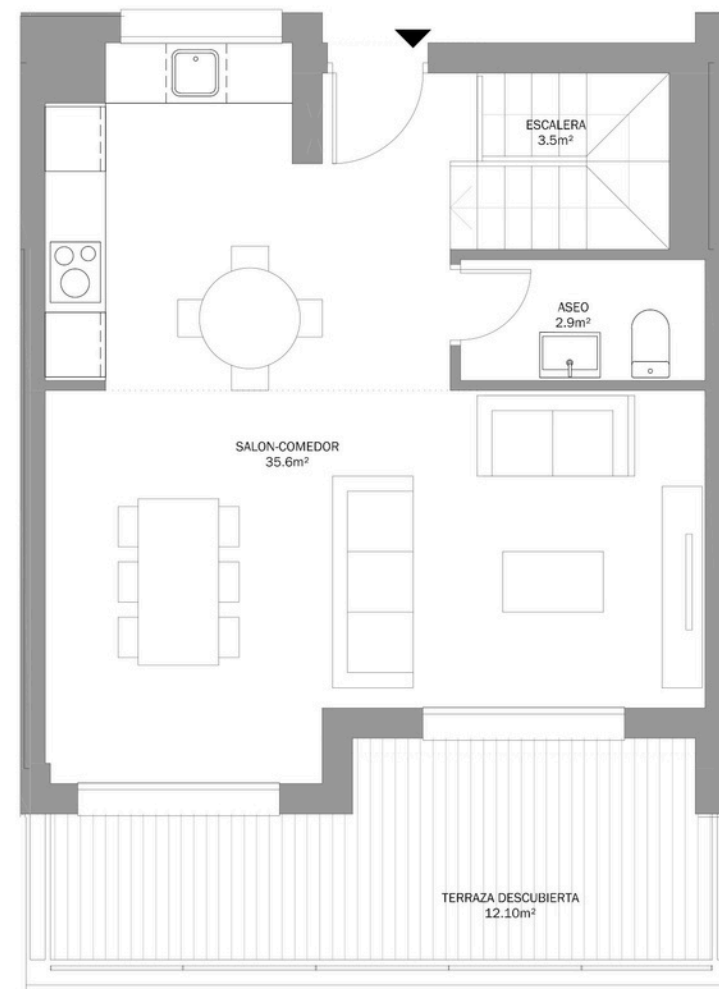 ESCALERA
3.5m²
ASEO
2.9m²
SALON-COMEDOR
35.6m²
TERRAZA DESCUBIERTA
12.10m²